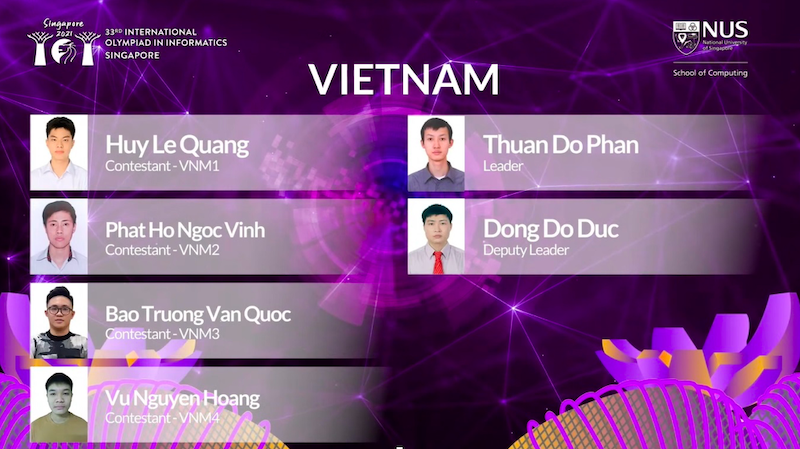 Singapore
2021
IOI
33RD INTERNATIONAL
OLYMPIAD IN INFORMATICS
SINGAPORE
NUS
National University
of Singapore
School of Computing
VIETNAM
Huy Le Quang
Contestant - VNM1
Phat Ho Ngoc Vinh
Contestant - VNM2
Bao Truong Van Quoc
Contestant - VNM3
Vu Nguyen Hoang
Contestant - VNM4
Thuan Do Phan
Leader
Dong Do Duc
Deputy Leader